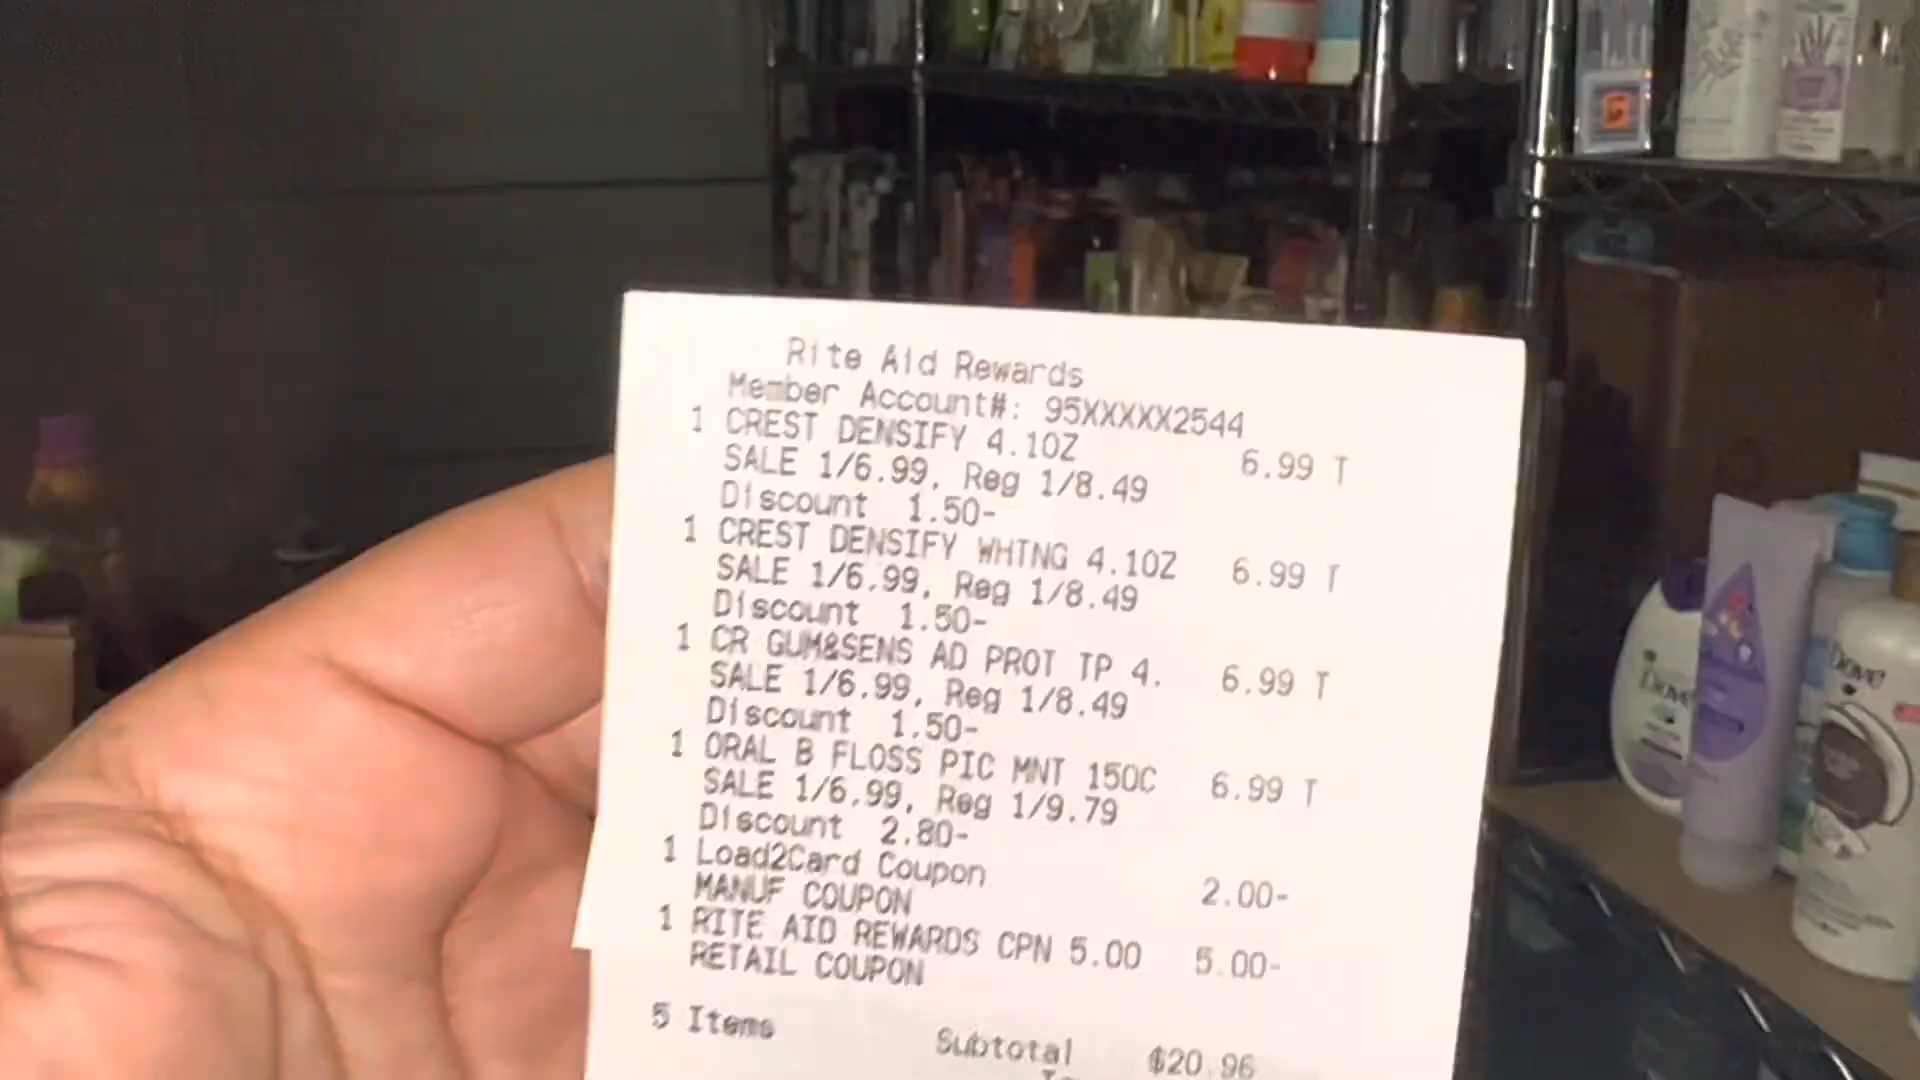 Rite Aid Rewards
Member Account#: 95XXXXX2544
1 CREST DENSIFY 4.1OZ 6.99 T
SALE 1/6.99, Reg 1/8.49
Discount 1.50-
1 CREST DENSIFY WHTNG 4.1OZ 6.99 T
SALE 1/6.99, Reg 1/8.49
Discount 1.50-
1 CR GUM&SENS AD PROT TP 4. 6.99 T
SALE 1/6.99, Reg 1/8.49
Discount 1.50-
1 ORAL B FLOSS PIC MNT 150C 6.99 T
SALE 1/6.99, Reg 1/9.79
Discount 2.80-
1 Load2Card Coupon 2.00-
MANUF COUPON
1 RITE AID REWARDS CPN 5.00 5.00-
RETAIL COUPON
5 Items
Subtotal $20.96
Dove
Dove